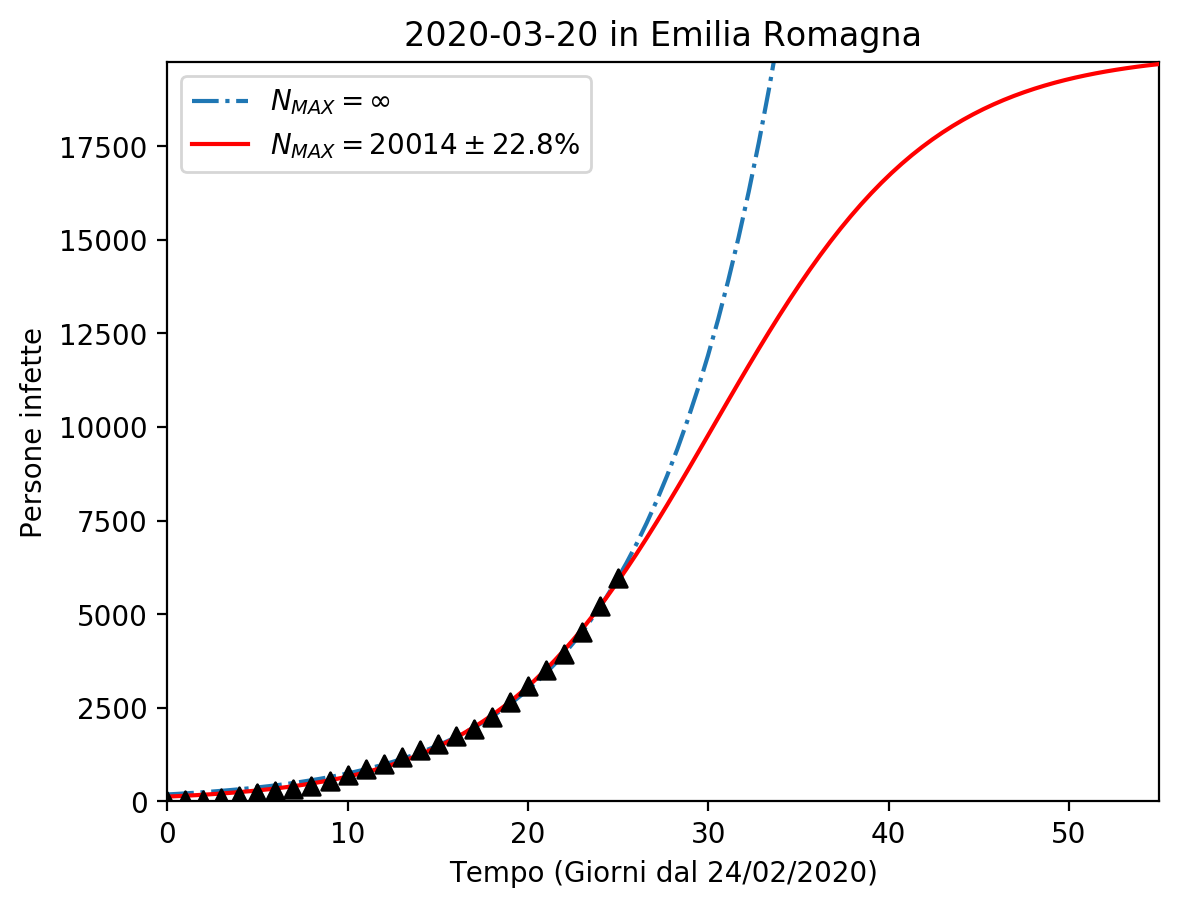 2020-03-20 in Emilia Romagna
N_MAX = ∞
N_MAX = 20014 ± 22.8%
17500
15000
12500
10000
7500
5000
2500
0
Persone infette
0 10 20 30 40 50
Tempo (Giorni dal 24/02/2020)